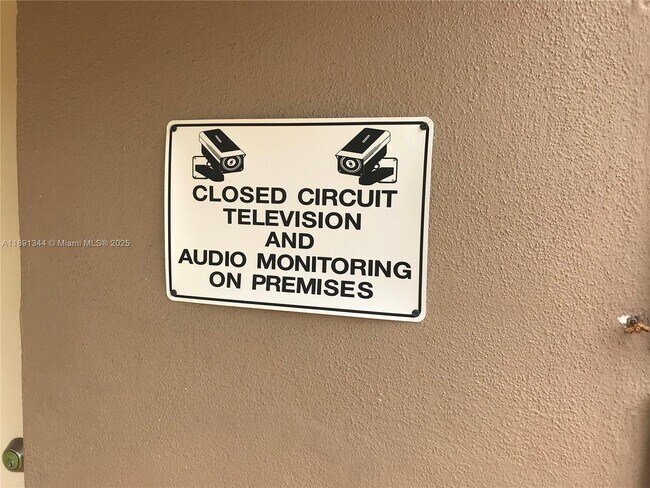 CLOSED CIRCUIT
TELEVISION
AND
AUDIO MONITORING
ON PREMISES
A11891344 © Miami MLS® 2025